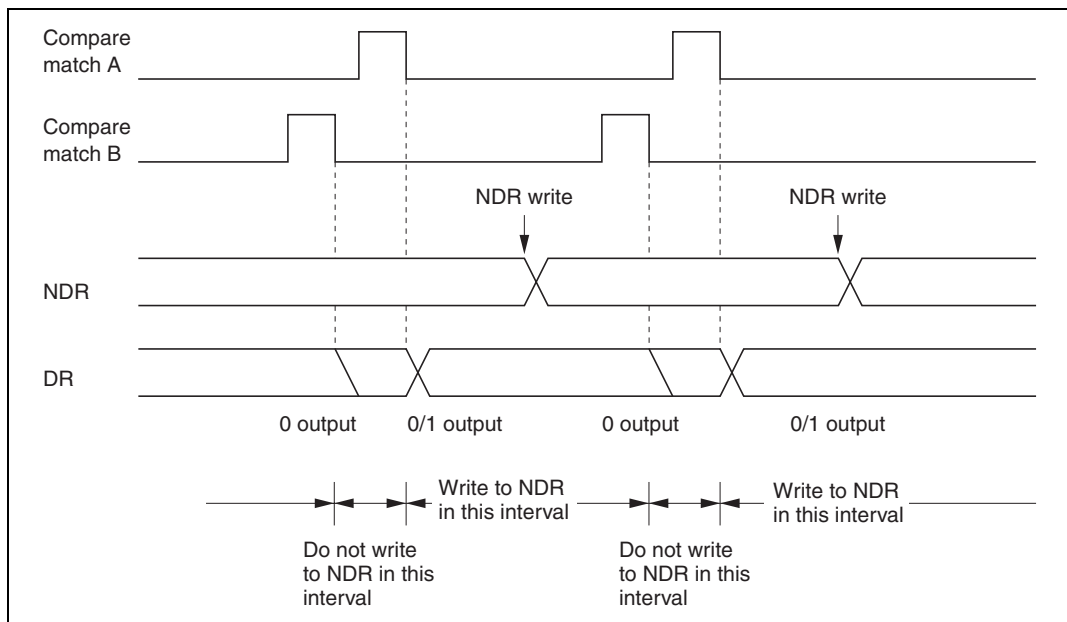 Compare
match A
Compare
match B
NDR write
NDR write
NDR
DR
0 output
0/1 output
0 output
0/1 output
Write to NDR
in this interval
Write to NDR
in this interval
Do not write
to NDR in this
interval
Do not write
to NDR in this
interval